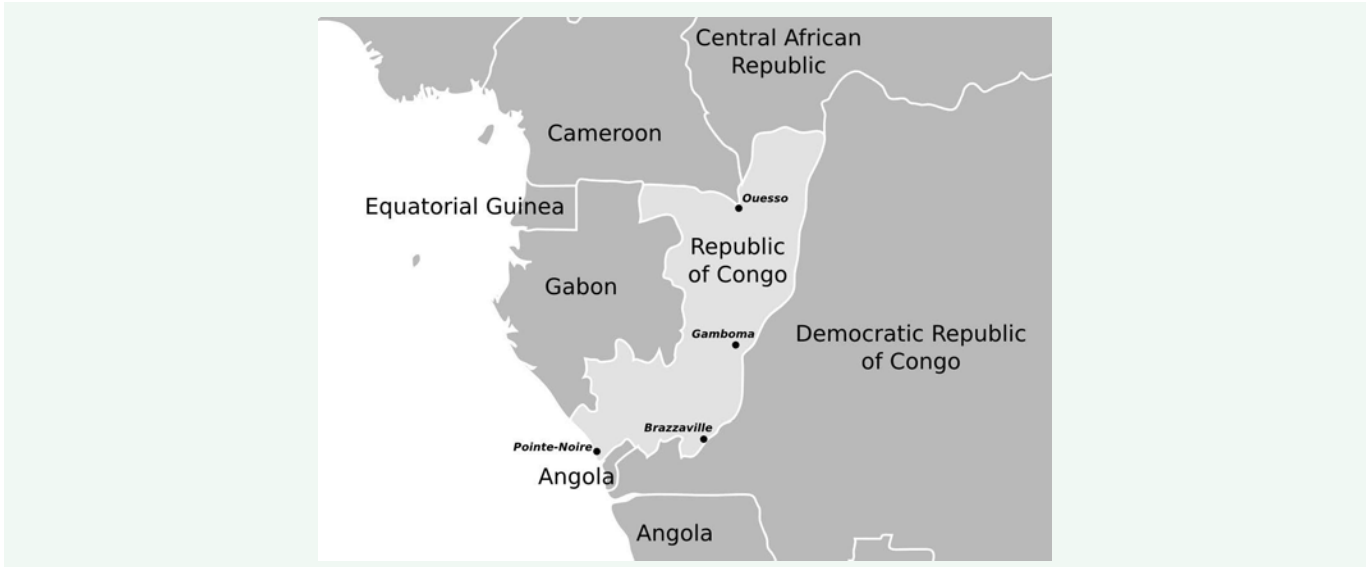 Central African
Republic
Cameroon
Ouesso
Equatorial Guinea
Republic
of Congo
Gabon
Gamboma
Democratic Republic
of Congo
Brazzaville
Pointe-Noire
Angola
Angola